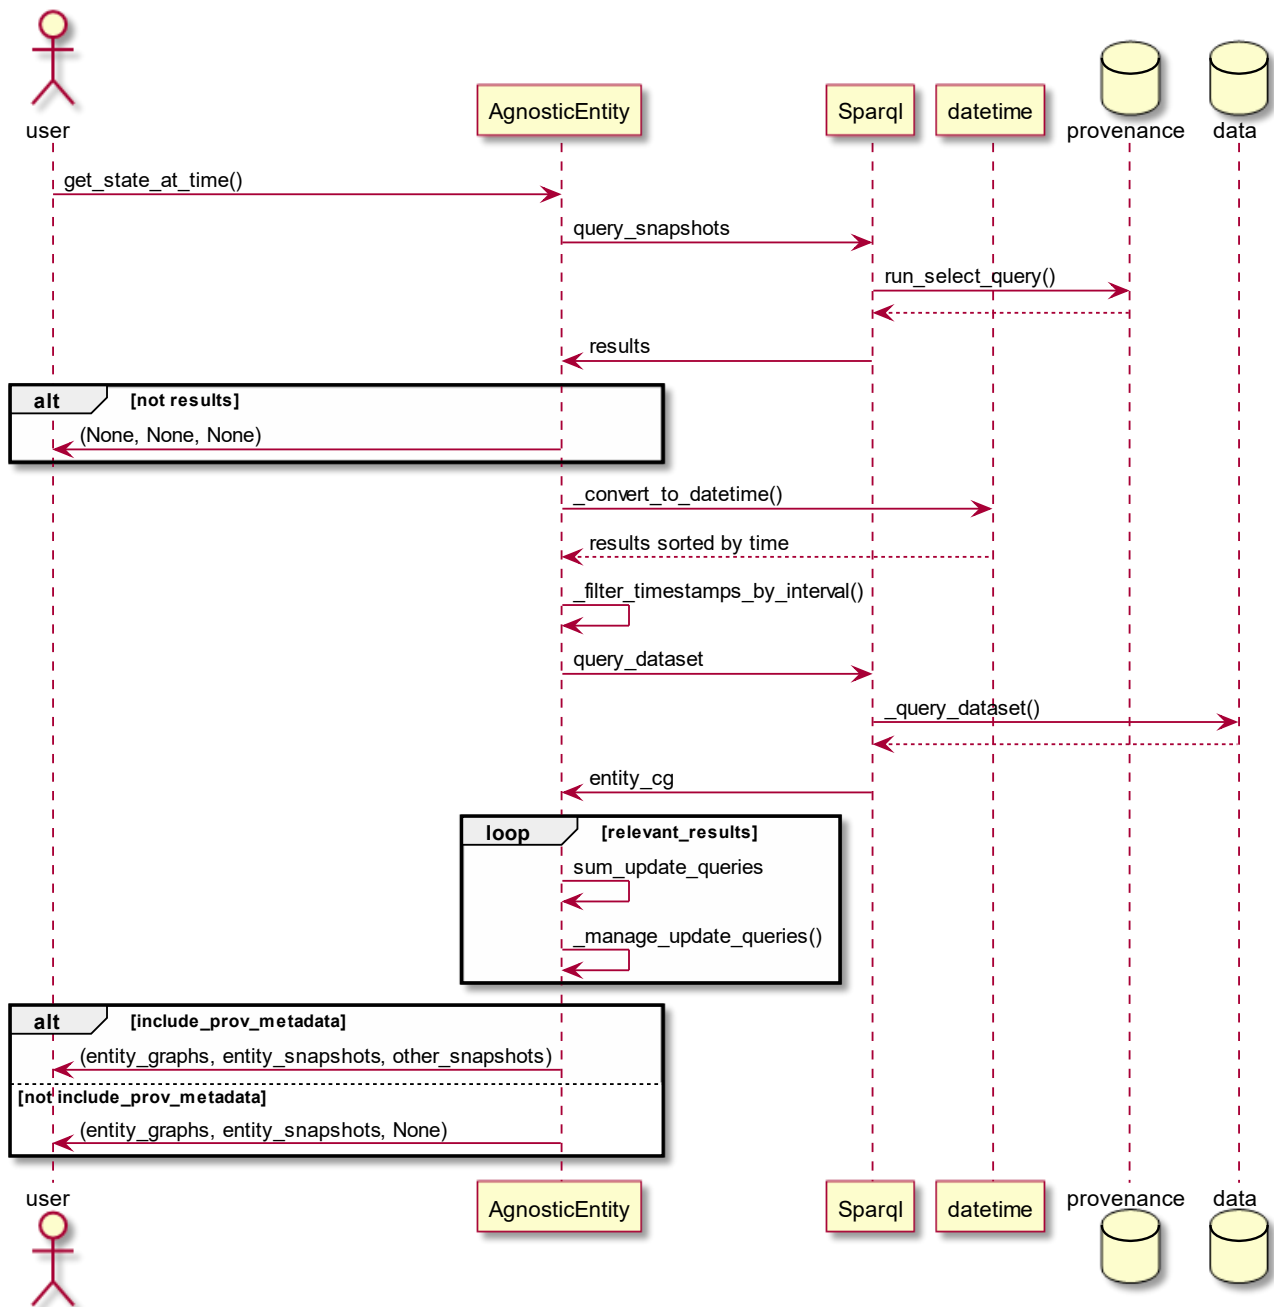 user
AgnosticEntity
Sparql
datetime
provenance
data
get_state_at_time()
query_snapshots
run_select_query()
results
alt
[not results]
(None, None, None)
_convert_to_datetime()
results sorted by time
_filter_timestamps_by_interval()
query_dataset
_query_dataset()
entity_cg
loop
[relevant_results]
sum_update_queries
_manage_update_queries()
alt
[include_prov_metadata]
(entity_graphs, entity_snapshots, other_snapshots)
[not include_prov_metadata]
(entity_graphs, entity_snapshots, None)
user
AgnosticEntity
Sparql
datetime
provenance
data